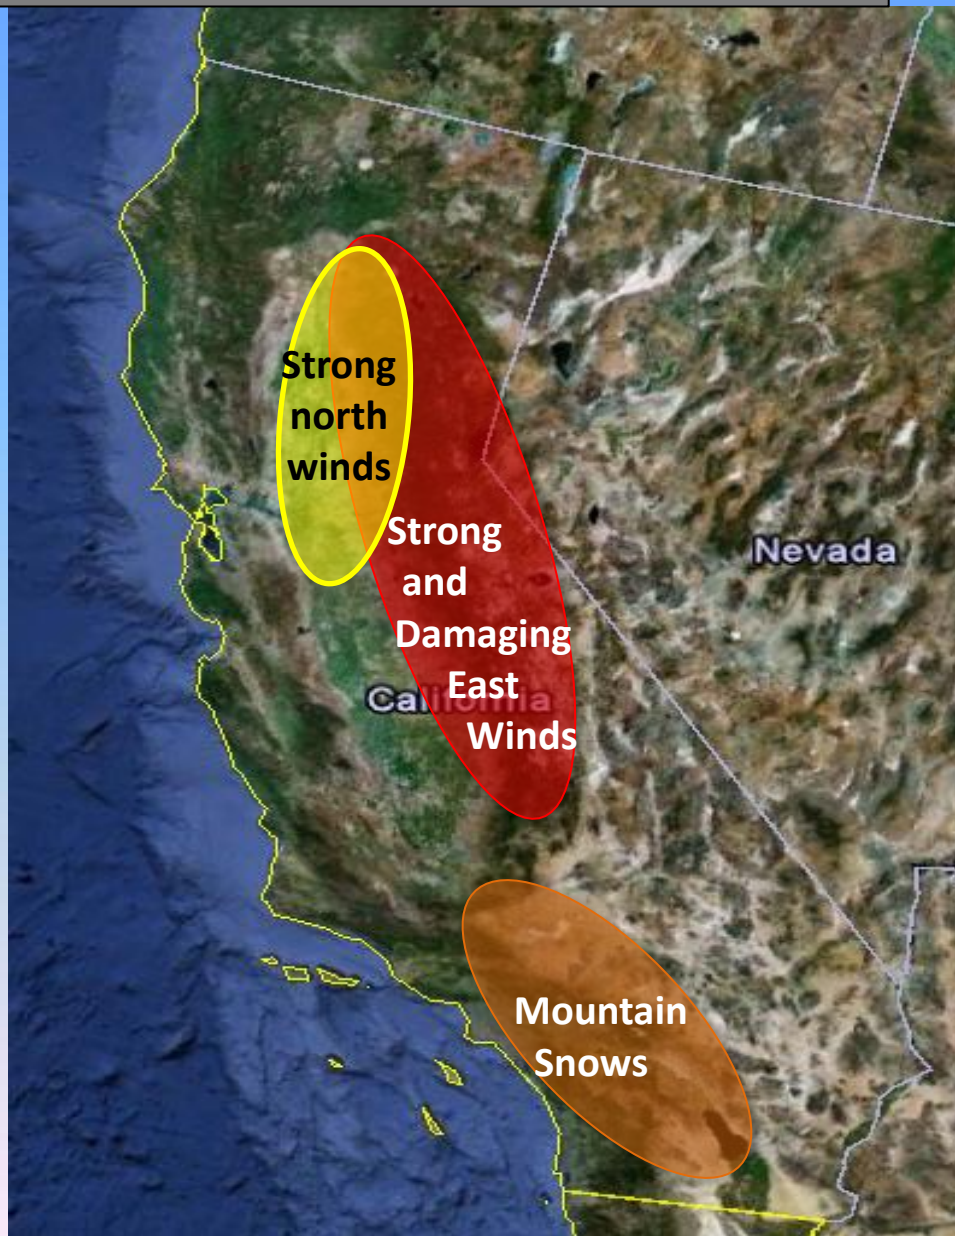 Strong
north
winds
Strong
and
Damaging
East
Winds
Nevada
California
Mountain
Snows